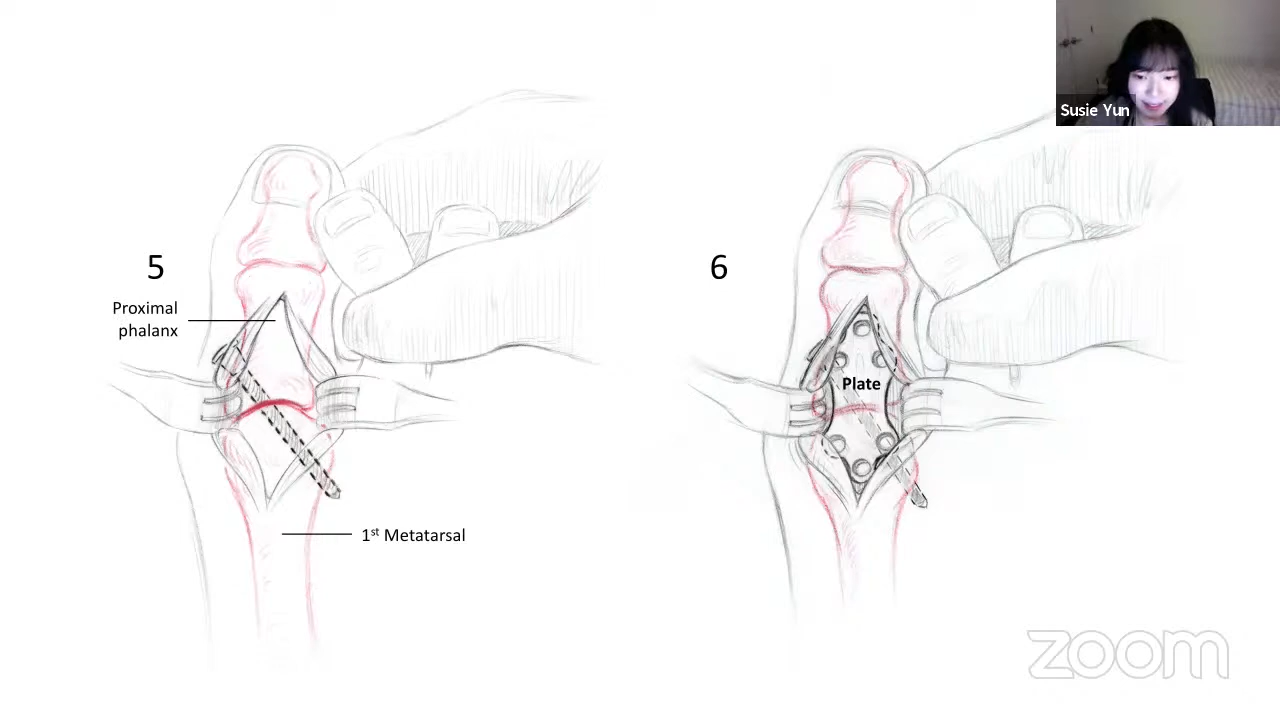 Susie Yun
5
Proximal
phalanx
1st Metatarsal
6
Plate
zoom